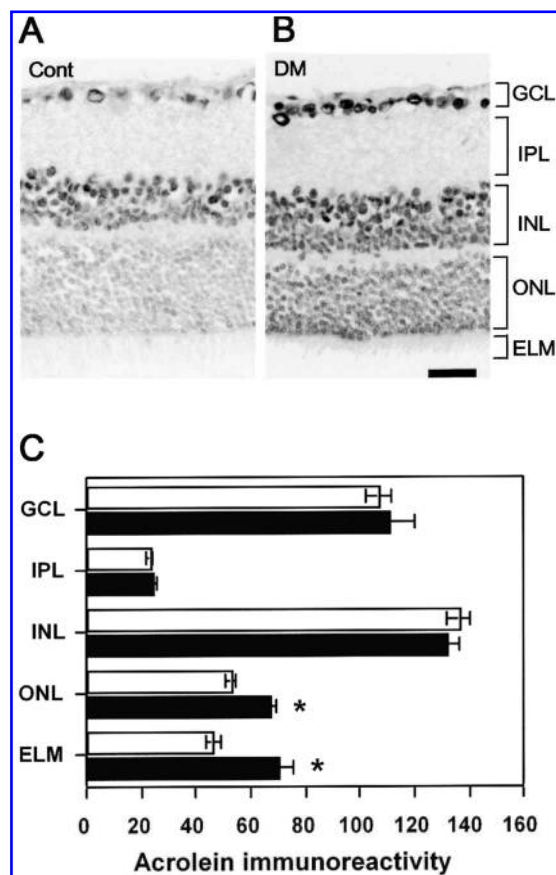 A
B
Cont
DM
GCL
IPL
INL
ONL
ELM
C
GCL
IPL
INL
ONL
*
ELM
*
0 20 40 60 80 100 120 140 160
Acrolein immunoreactivity